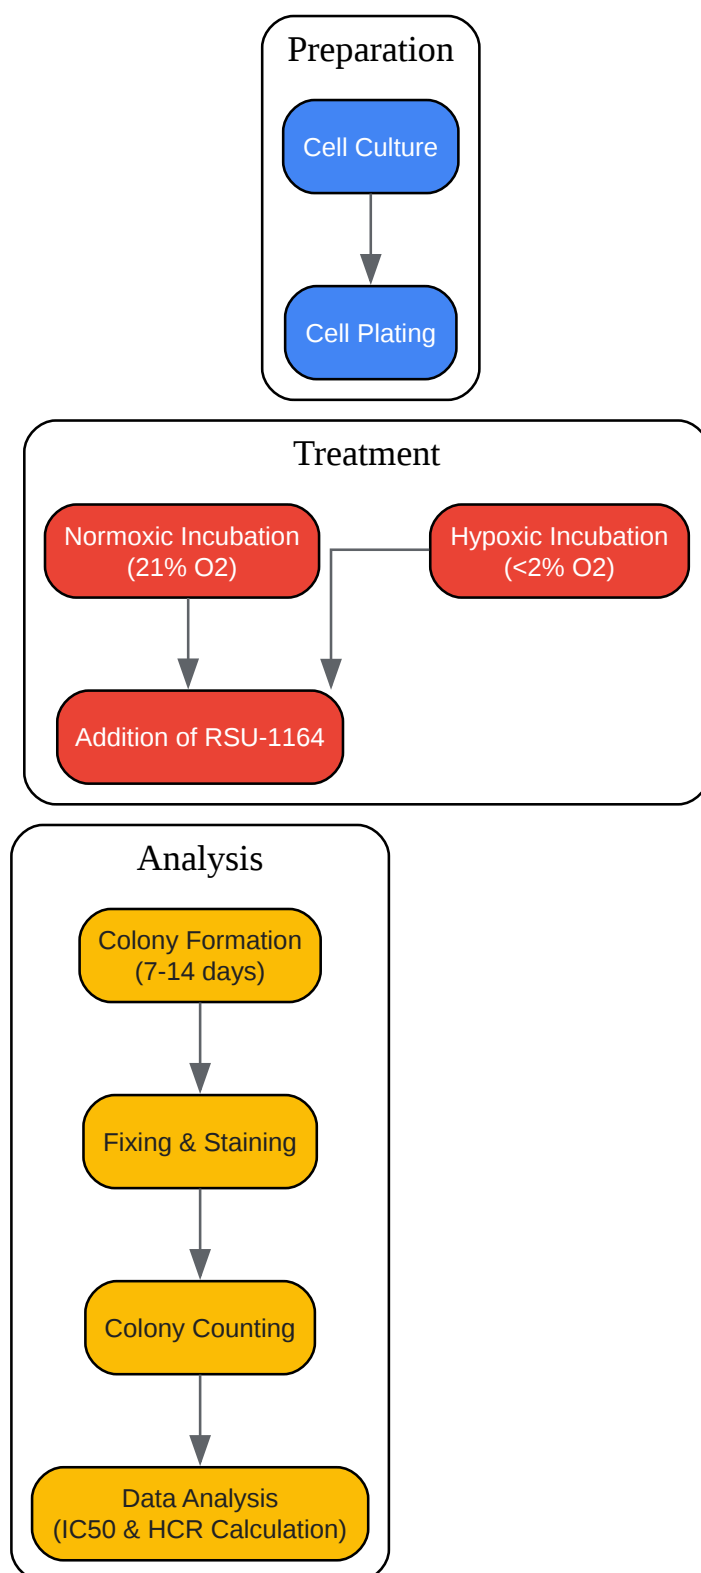 Preparation
Cell Culture
Cell Plating
Treatment
Normoxic Incubation
(21% O2)
Hypoxic Incubation
(<2% O2)
Addition of RSU-1164
Analysis
Colony Formation
(7-14 days)
Fixing & Staining
Colony Counting
Data Analysis
(IC50 & HCR Calculation)